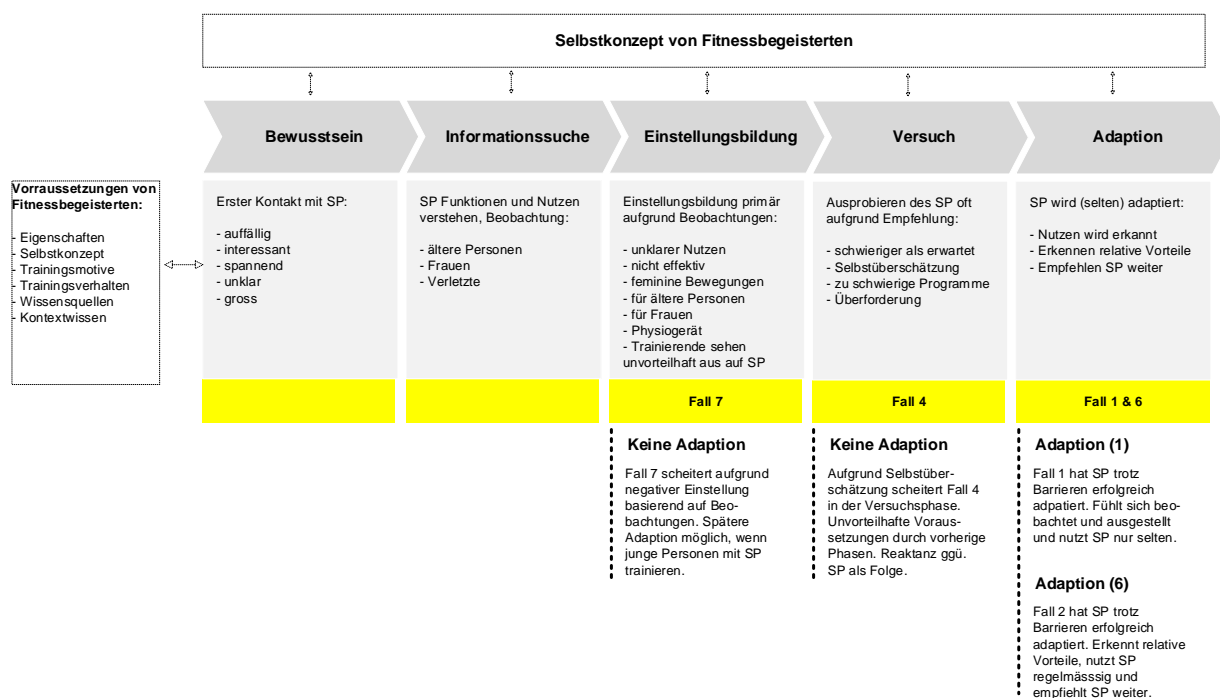 Selbstkonzept von Fitnessbegeisterten
Bewusstsein
Informationssuche
Einstellungsbildung
Versuch
Adaption
Vorraussetzungen von
Fitnessbegeisterten:
- Eigenschaften
- Selbstkonzept
- Trainingsmotive
- Trainingsverhalten
- Wissensquellen
- Kontextwissen
Erster Kontakt mit SP:
- auffällig
- interessant
- spannend
- unklar
- gross
SP Funktionen und Nutzen
verstehen, Beobachtung:
- ältere Personen
- Frauen
- Verletzte
Einstellungsbildung primär
aufgrund Beobachtungen:
- unklarer Nutzen
- nicht effektiv
- feminine Bewegungen
- für ältere Personen
- für Frauen
- Physiogerät
- Trainierende sehen
unvorteilhaft aus auf SP
Ausprobieren des SP oft
aufgrund Empfehlung:
- schwieriger als erwartet
- Selbstüberschätzung
- zu schwierige Programme
- Überforderung
SP wird (selten) adaptiert:
- Nutzen wird erkannt
- Erkennen relative Vorteile
- Empfehlen SP weiter
Fall 7
Fall 4
Fall 1 & 6
Keine Adaption
Fall 7 scheitert aufgrund
negativer Einstellung
basierend auf Beo-
bachtungen. Spätere
Adaption möglich, wenn
junge Personen mit SP
trainieren.
Keine Adaption
Aufgrund Selbstüber-
schätzung scheitert Fall 4
in der Versuchsphase.
Unvorteilhafte Voraus-
setzungen durch vorherige
Phasen. Reaktanz ggü.
SP als Folge.
Adaption (1)
Fall 1 hat SP trotz
Barrieren erfolgreich
adpatiert. Fühlt sich beo-
bachtet und ausgestellt
und nutzt SP nur selten.
Adaption (6)
Fall 2 hat SP trotz
Barrieren erfolgreich
adaptiert. Erkennt relative
Vorteile, nutzt SP
regelmässsig und
empfiehlt SP weiter.